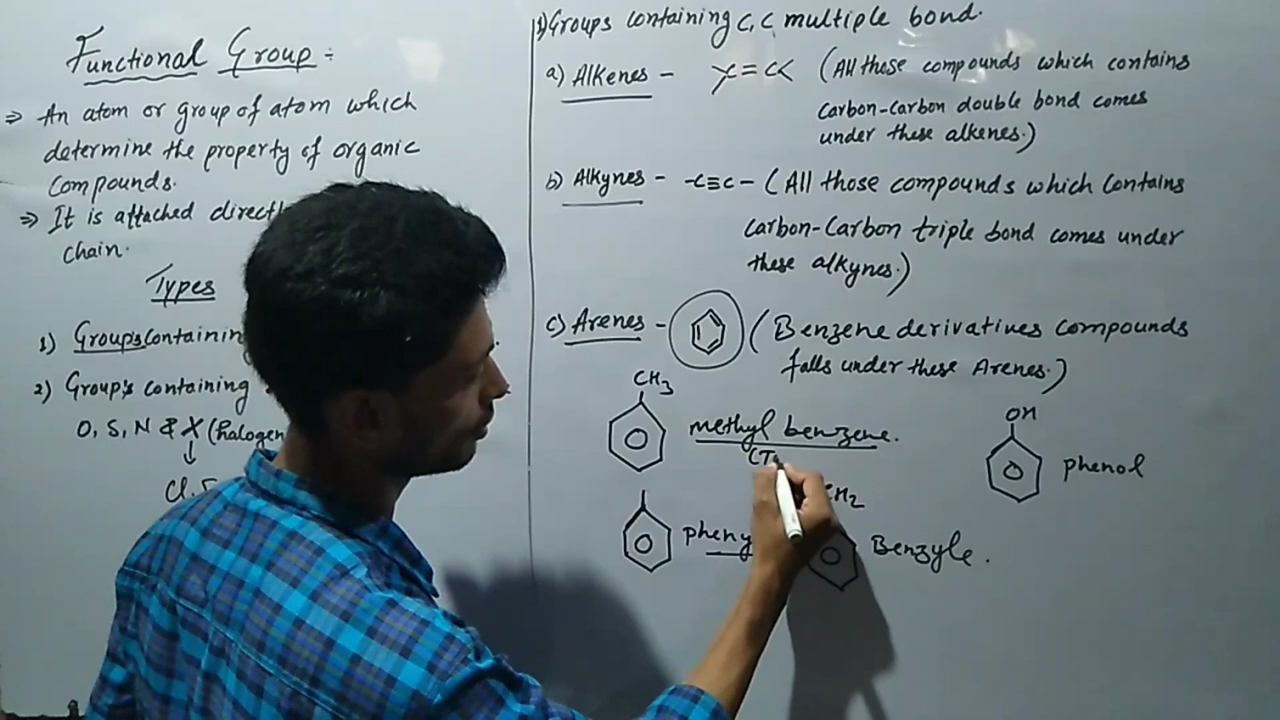 Functional Group :-
⇒ An atom or group of atom which
determine the property of organic
compounds.
⇒ It is attached
chain.
Types
1) Group's
2) Group's containing
O, S, N & X (halogen
↓
1) Groups containing C, C multiple bond.
a) Alkenes - >C=C< (All those compounds which contains
carbon-carbon double bond comes
under these alkenes.)
b) Alkynes - -C≡C- (All those compounds which contains
carbon-carbon triple bond comes under
these alkynes.)
c) Arenes - (Benzene derivatives compounds
falls under these Arenes.)
CH3
methyl benzene.
OH
phenol
Benzyle.